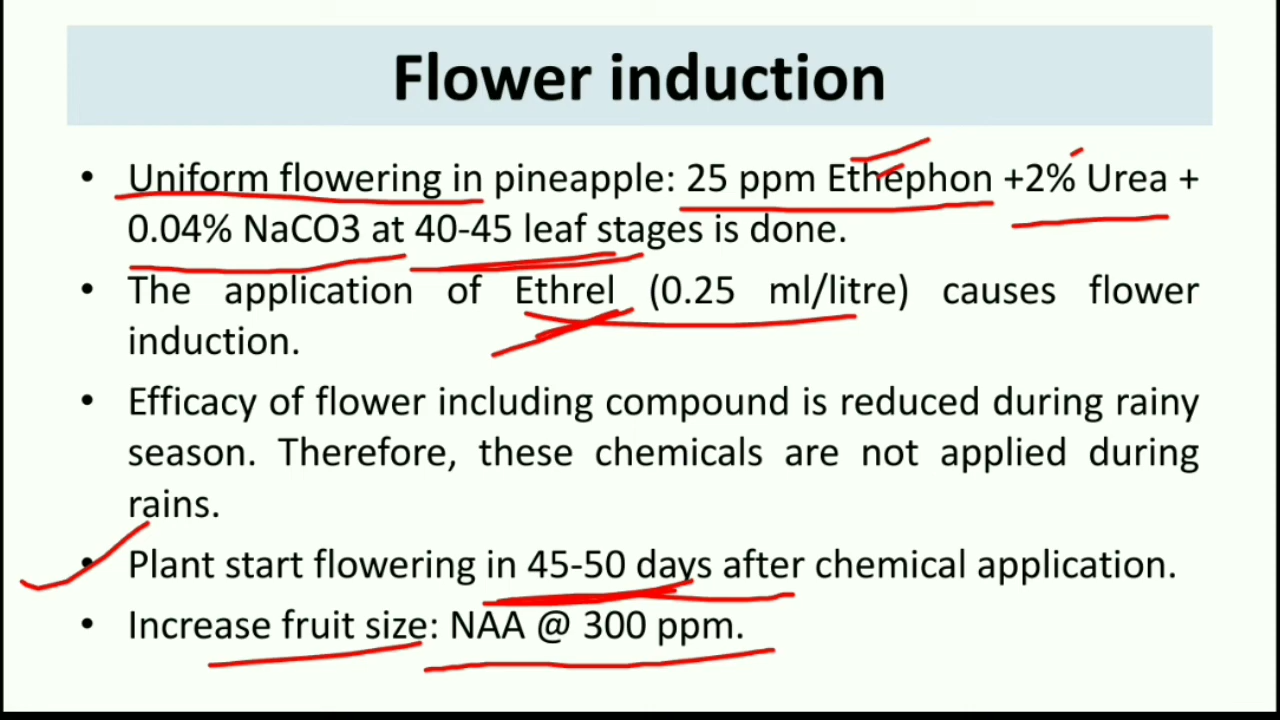 Flower induction
• Uniform flowering in pineapple: 25 ppm Ethephon +2% Urea +
0.04% NaCO3 at 40-45 leaf stages is done.
• The application of Ethrel (0.25 ml/litre) causes flower
induction.
• Efficacy of flower including compound is reduced during rainy
season. Therefore, these chemicals are not applied during
rains.
• Plant start flowering in 45-50 days after chemical application.
• Increase fruit size: NAA @ 300 ppm.